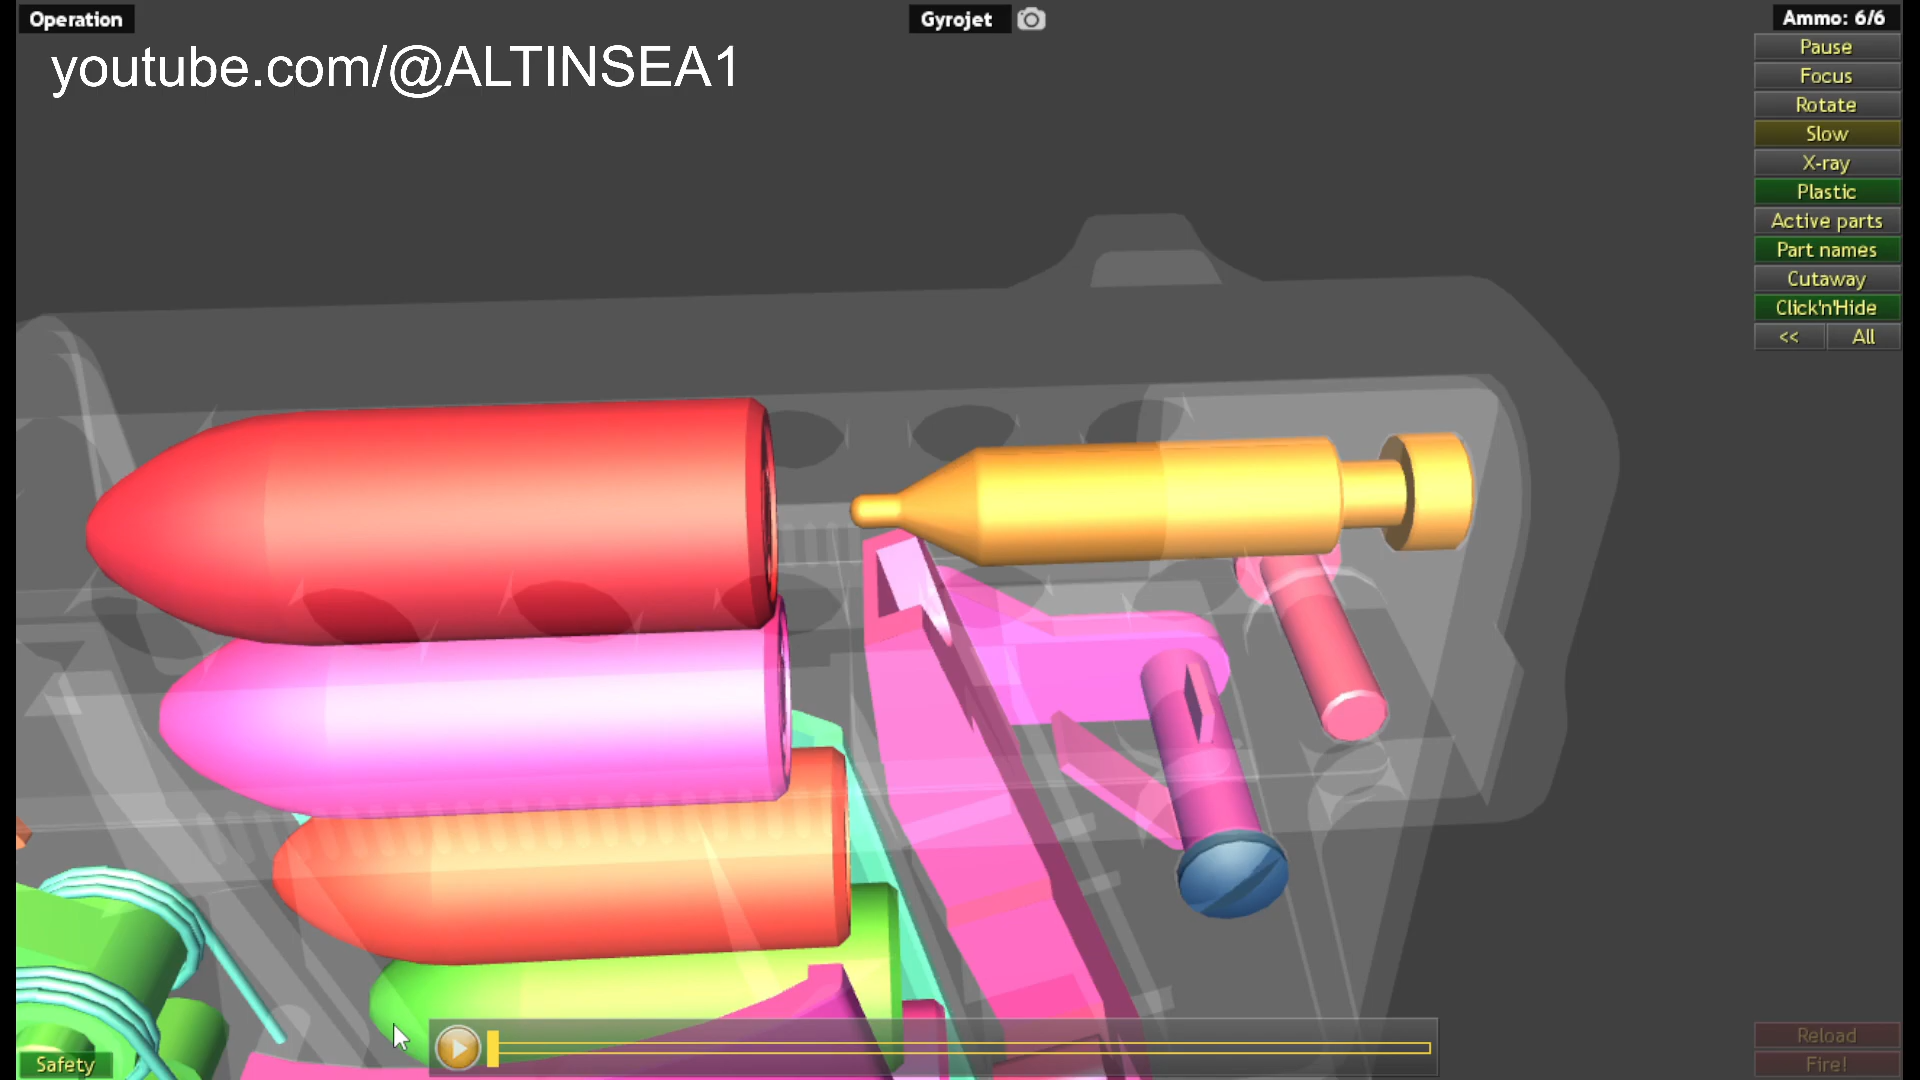 Operation
Gyrojet
Ammo: 6/6
youtube.com/@ALTINSEA1
Pause
Focus
Rotate
Slow
X-ray
Plastic
Active parts
Part names
Cutaway
Click'n'Hide
<< All
Safety
Reload
Fire!